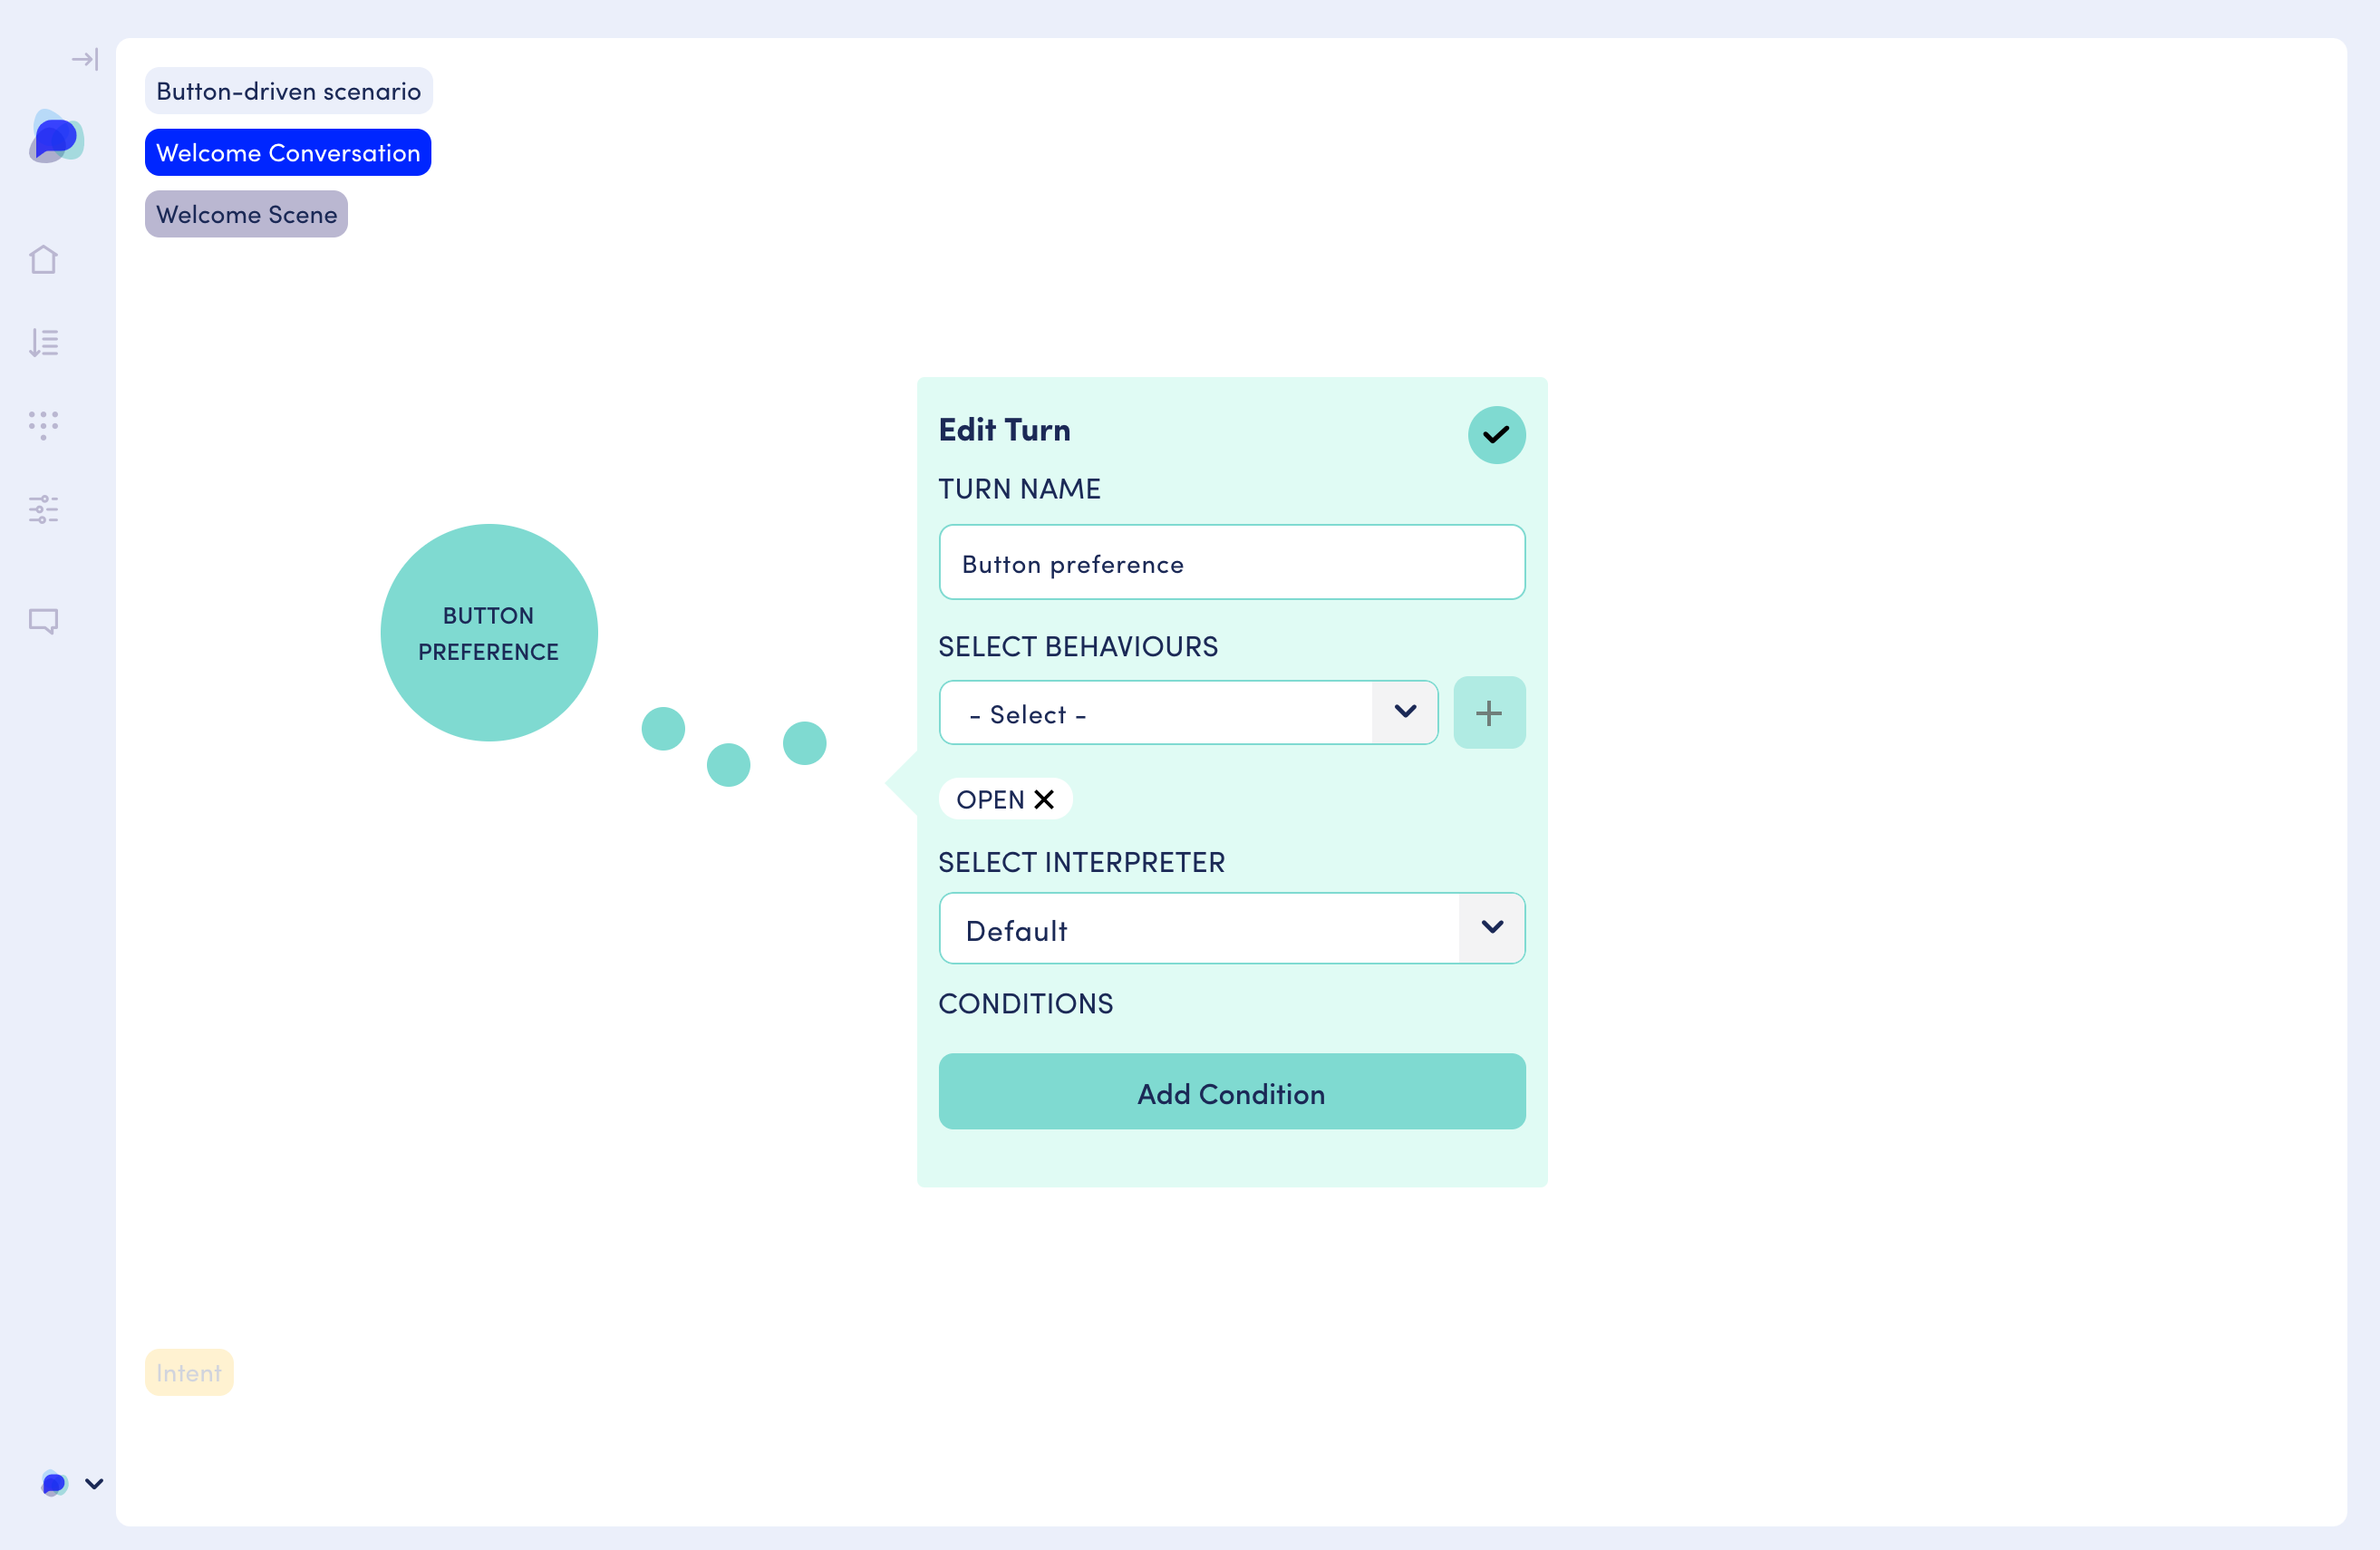 Button-driven scenario
Welcome Conversation
Welcome Scene
BUTTON
PREFERENCE
Edit Turn
TURN NAME
Button preference
SELECT BEHAVIOURS
- Select -
OPEN
SELECT INTERPRETER
Default
CONDITIONS
Add Condition
Intent